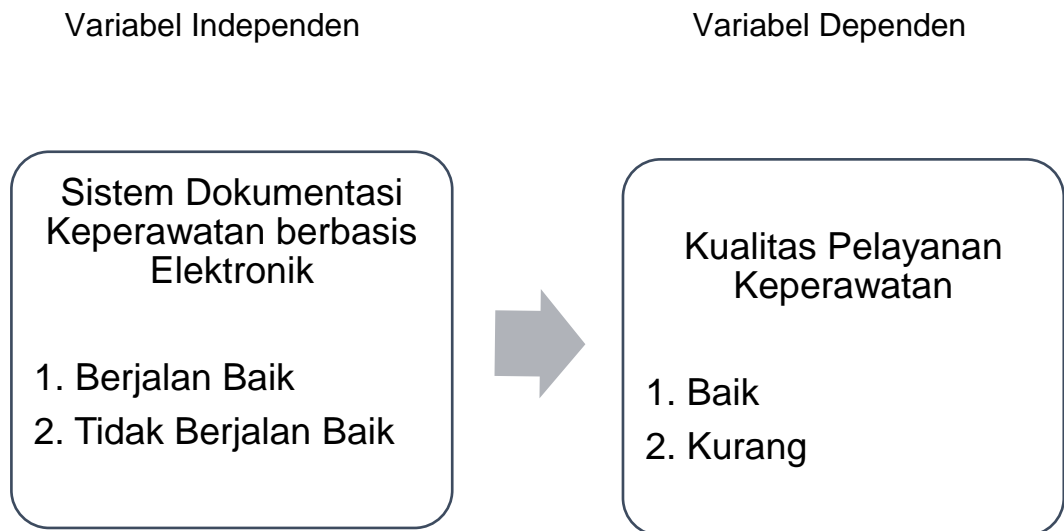 Variabel Independen
Variabel Dependen
Sistem Dokumentasi
Keperawatan berbasis
Elektronik
1. Berjalan Baik
2. Tidak Berjalan Baik
Kualitas Pelayanan
Keperawatan
1. Baik
2. Kurang